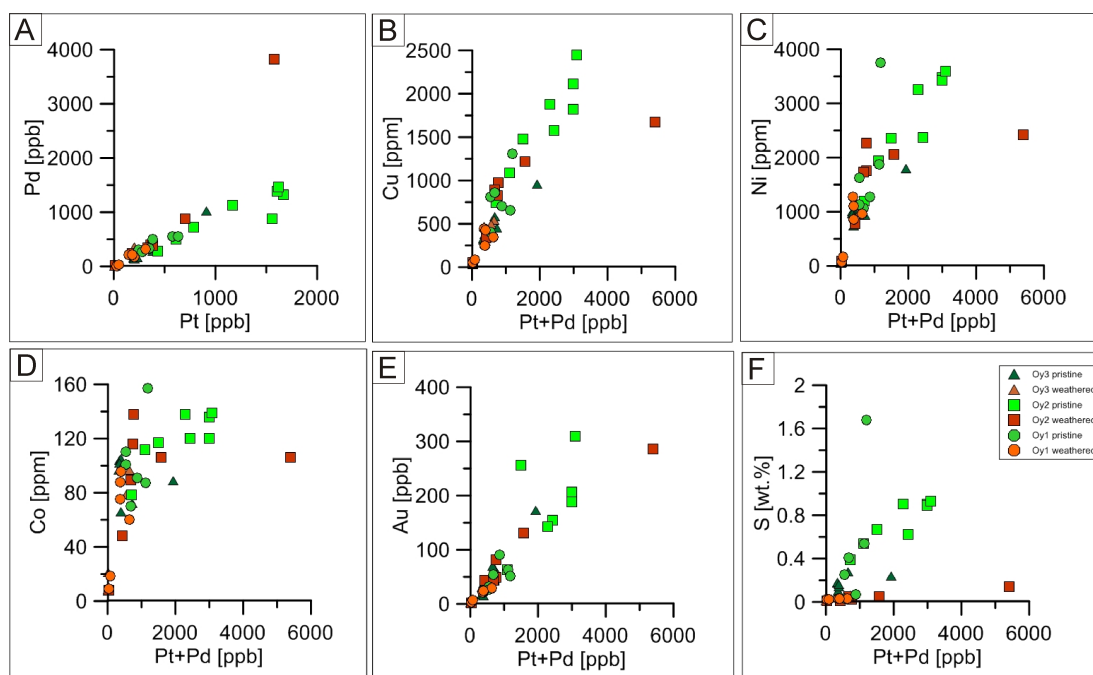 A
4000
3000
2000
1000
0
Pd [ppb]
0
1000
2000
Pt [ppb]
B
2500
2000
1500
1000
500
0
Cu [ppm]
0
2000
4000
6000
Pt+Pd [ppb]
C
4000
3000
2000
1000
0
Ni [ppm]
0
2000
4000
6000
Pt+Pd [ppb]
D
160
120
80
40
0
Co [ppm]
0
2000
4000
6000
Pt+Pd [ppb]
E
400
300
200
100
0
Au [ppb]
0
2000
4000
6000
Pt+Pd [ppb]
F
2
1.6
1.2
0.8
0.4
0
S [wt.%]
0
2000
4000
6000
Pt+Pd [ppb]
Oy3 pristine
Oy3 weathered
Oy2 pristine
Oy2 weathered
Oy1 pristine
Oy1 weathered